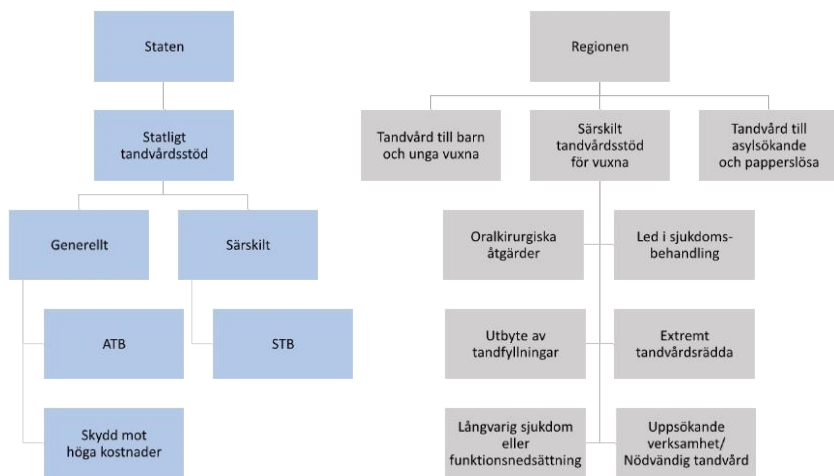 Staten
Statligt
tandvårdsstöd
Generellt
Särskilt
ATB
STB
Skydd mot
höga kostnader
Regionen
Tandvård till barn
och unga vuxna
Särskilt
tandvårdsstöd
för vuxna
Tandvård till
asylsökande
och papperslösa
Oralkirurgiska
åtgärder
Led i sjukdoms-
behandling
Utbyte av
tandfyllningar
Extremt
tandvårdsrädda
Långvarig sjukdom
eller
funktionsnedsättning
Uppsökande
verksamhet/
Nödvändig tandvård